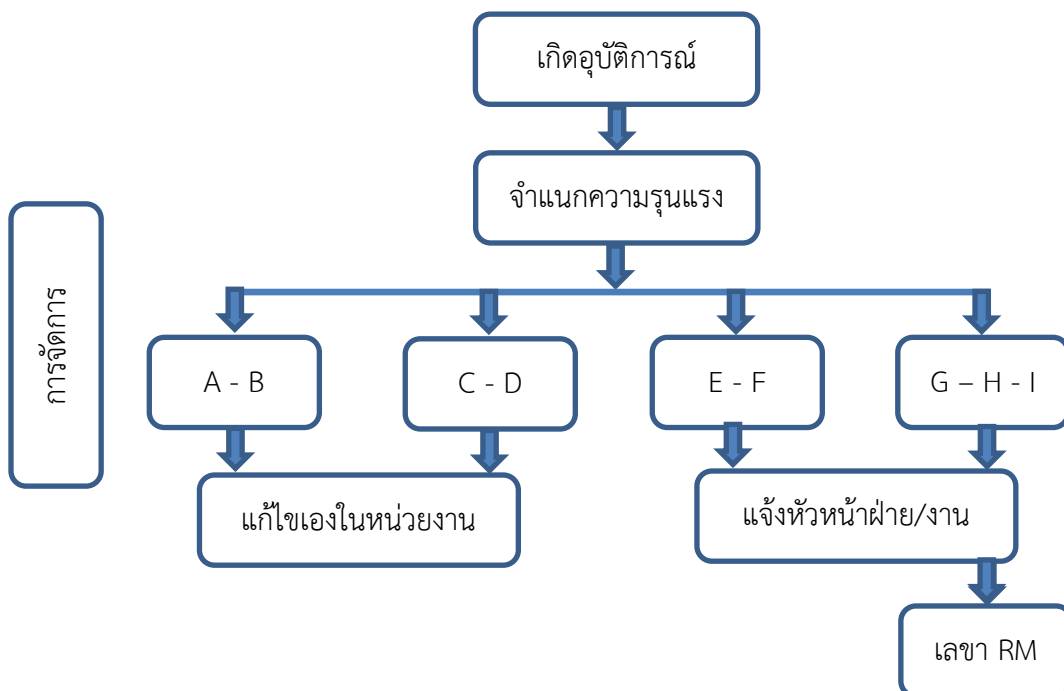 เกิดอุบัติการณ์
จำแนกความรุนแรง
การจัดการ
A - B
C - D
E - F
G – H - I
แก้ไขเองในหน่วยงาน
แจ้งหัวหน้าฝ่าย/งาน
เลขา RM